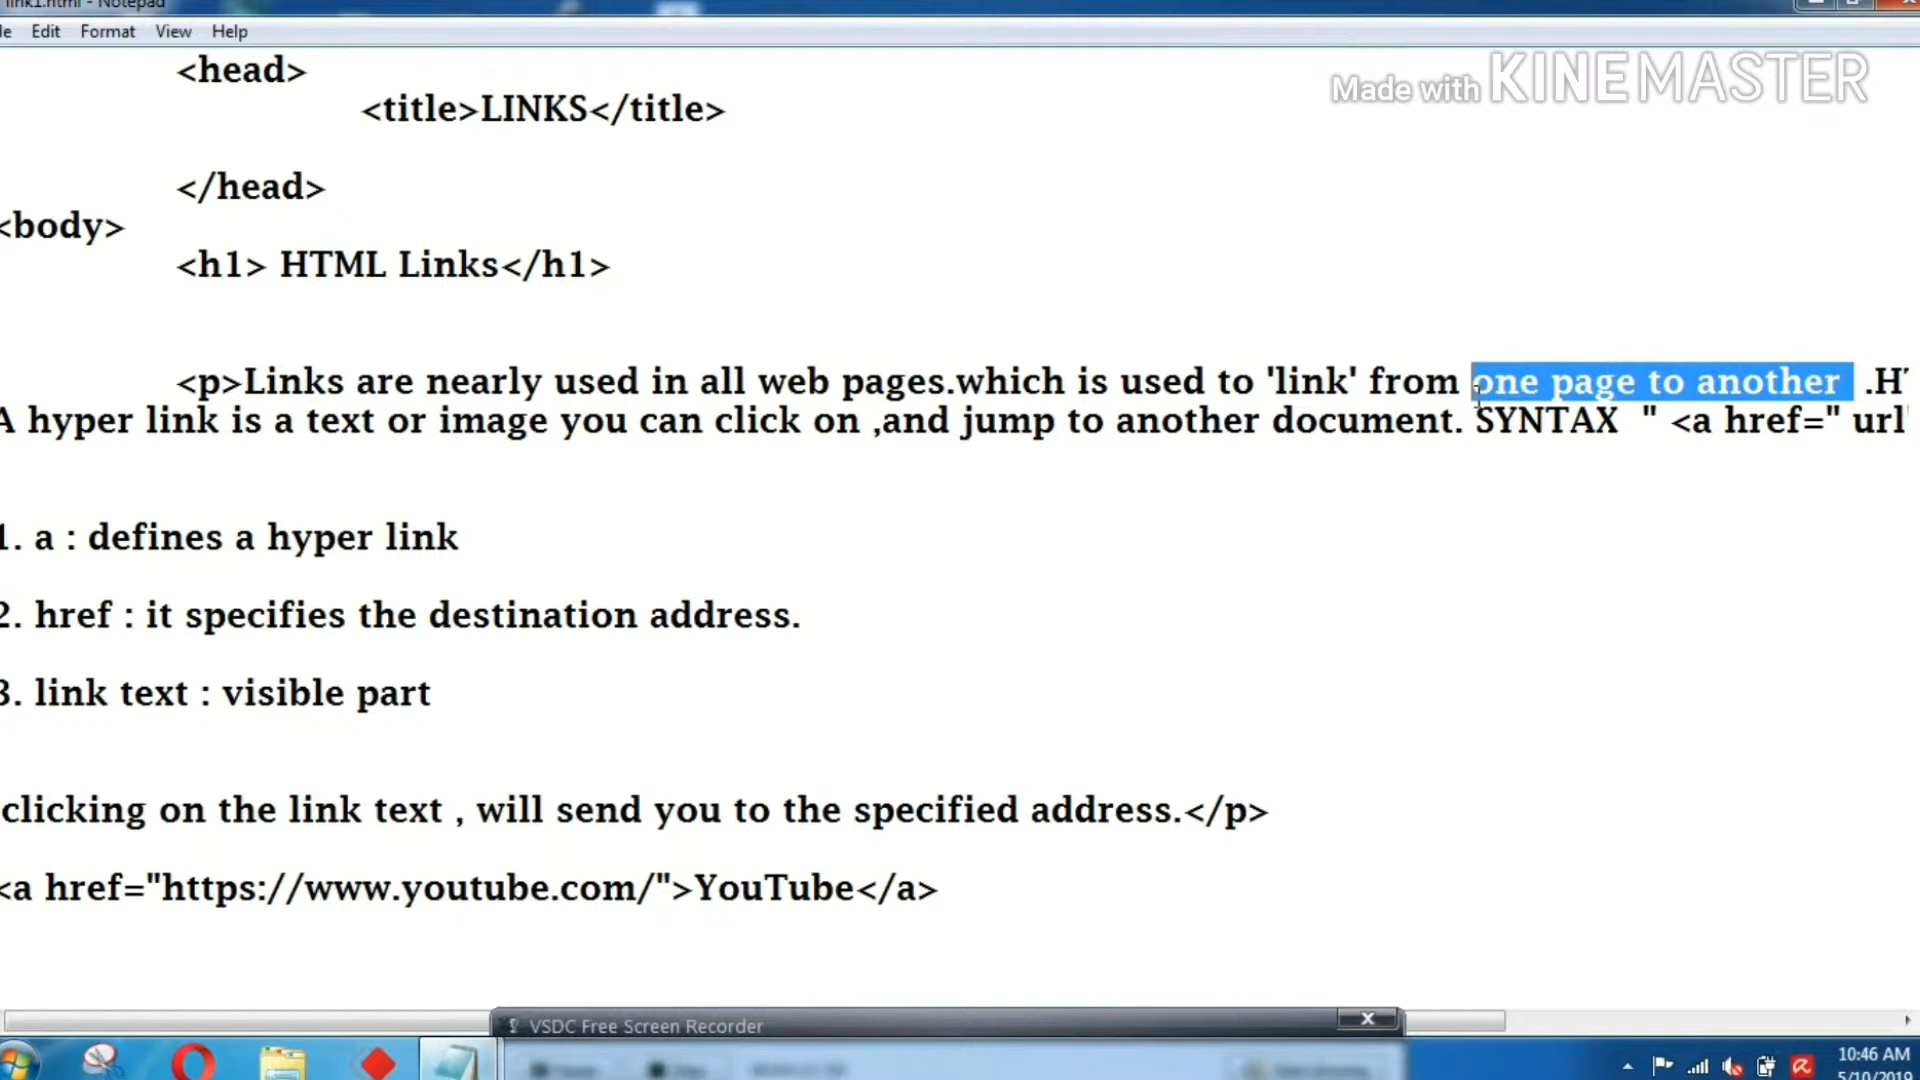 link1.html - Notepad
Edit Format View Help
Made with KINEMASTER
<head>
<title>LINKS</title>
</head>
<body>
<h1> HTML Links</h1>
<p>Links are nearly used in all web pages.which is used to 'link' from one page to another .HT
A hyper link is a text or image you can click on ,and jump to another document. SYNTAX " <a href=" url"
1. a : defines a hyper link
2. href : it specifies the destination address.
3. link text : visible part
clicking on the link text , will send you to the specified address.</p>
<a href="https://www.youtube.com/">YouTube</a>
VSDC Free Screen Recorder
10:46 AM
5/10/2019